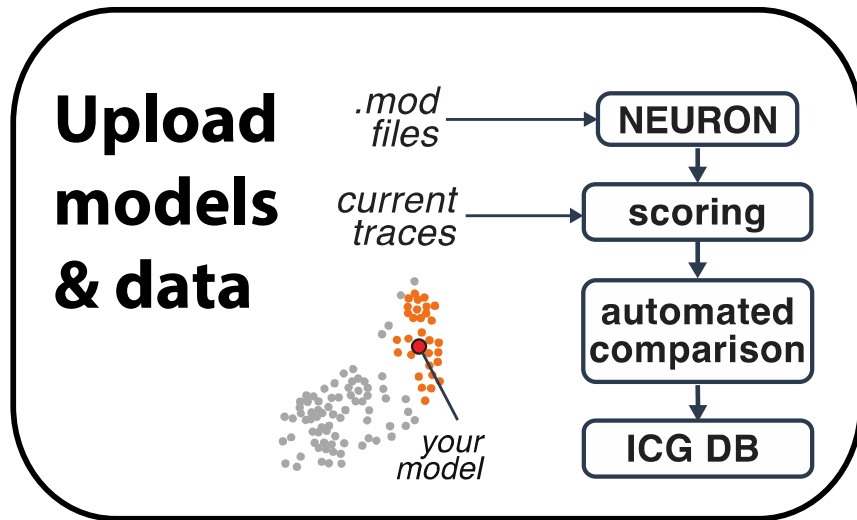 Upload
models
& data
.mod
files
current
traces
your
model
NEURON
scoring
automated
comparison
ICG DB